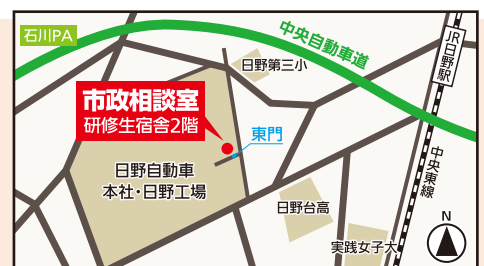 石川PA
中央自動車道
JR日野駅
日野第三小
市政相談室
研修生宿舎2階
東門
中央東線
日野自動車
本社・日野工場
日野台高
実践女子大
N